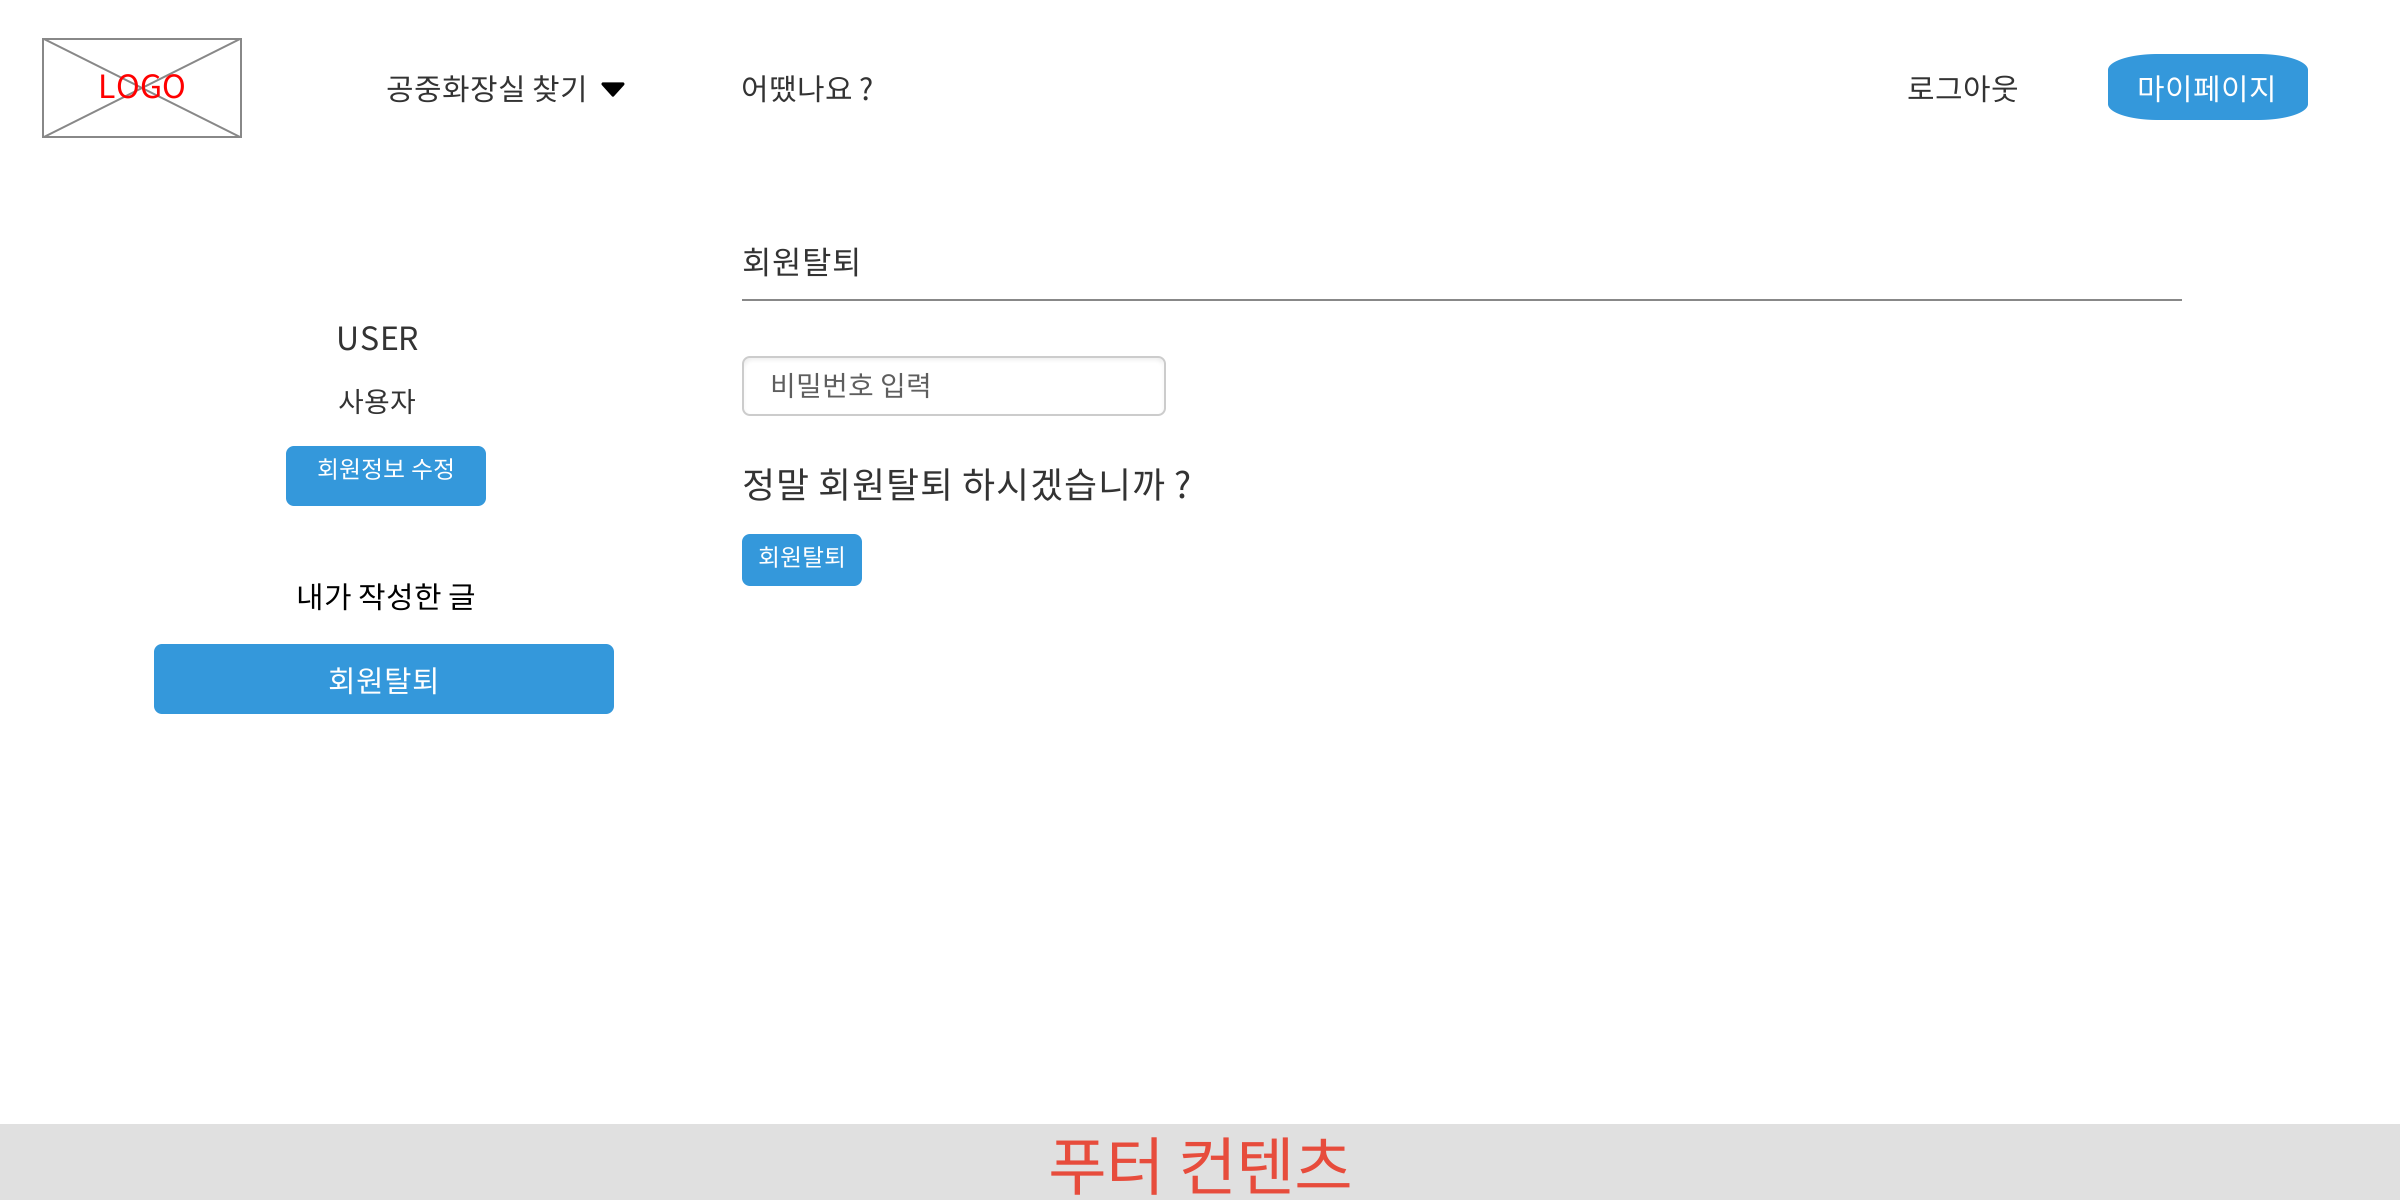 LOGO
공중화장실 찾기
어땠나요 ?
로그아웃
마이페이지
회원탈퇴
USER
사용자
회원정보 수정
내가 작성한 글
회원탈퇴
비밀번호 입력
정말 회원탈퇴 하시겠습니까 ?
회원탈퇴
푸터 컨텐츠